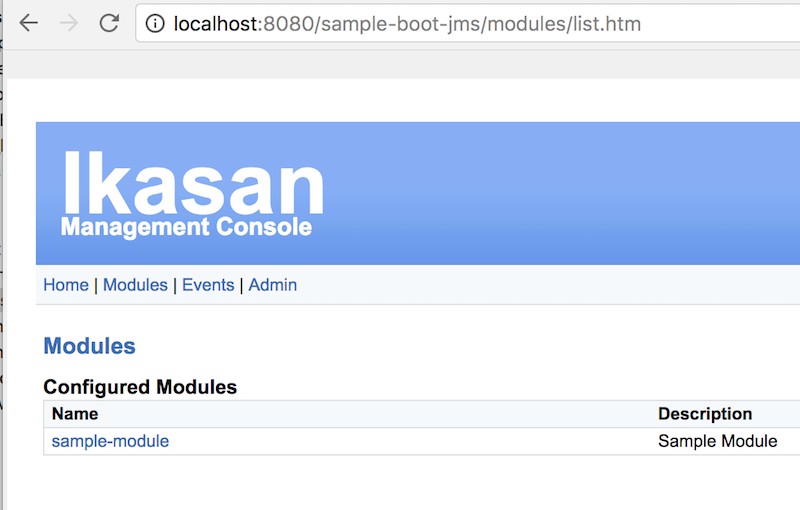 localhost:8080/sample-boot-jms/modules/list.htm
Ikasan
Management Console
Home | Modules | Events | Admin
Modules
Configured Modules
Name Description
sample-module Sample Module